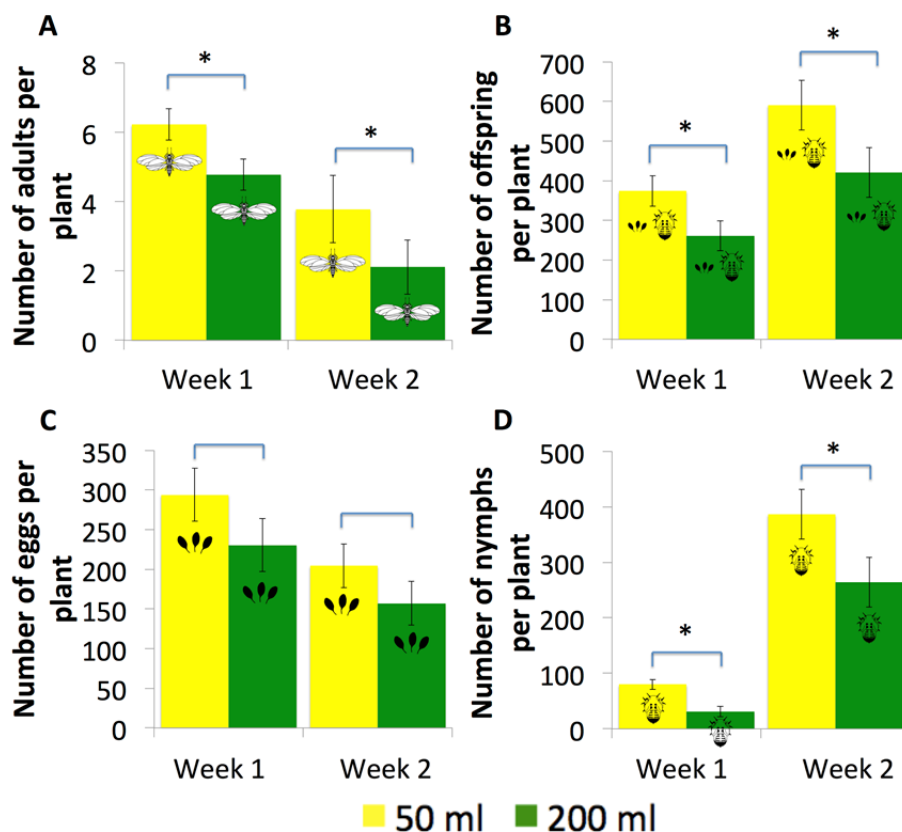 A
Number of adults per
plant
8
6
4
2
0
*
*
Week 1
Week 2
B
Number of offspring
per plant
700
600
500
400
300
200
100
0
*
*
Week 1
Week 2
C
Number of eggs per
plant
350
300
250
200
150
100
50
0
Week 1
Week 2
D
Number of nymphs
per plant
500
400
300
200
100
0
*
*
Week 1
Week 2
50 ml
200 ml